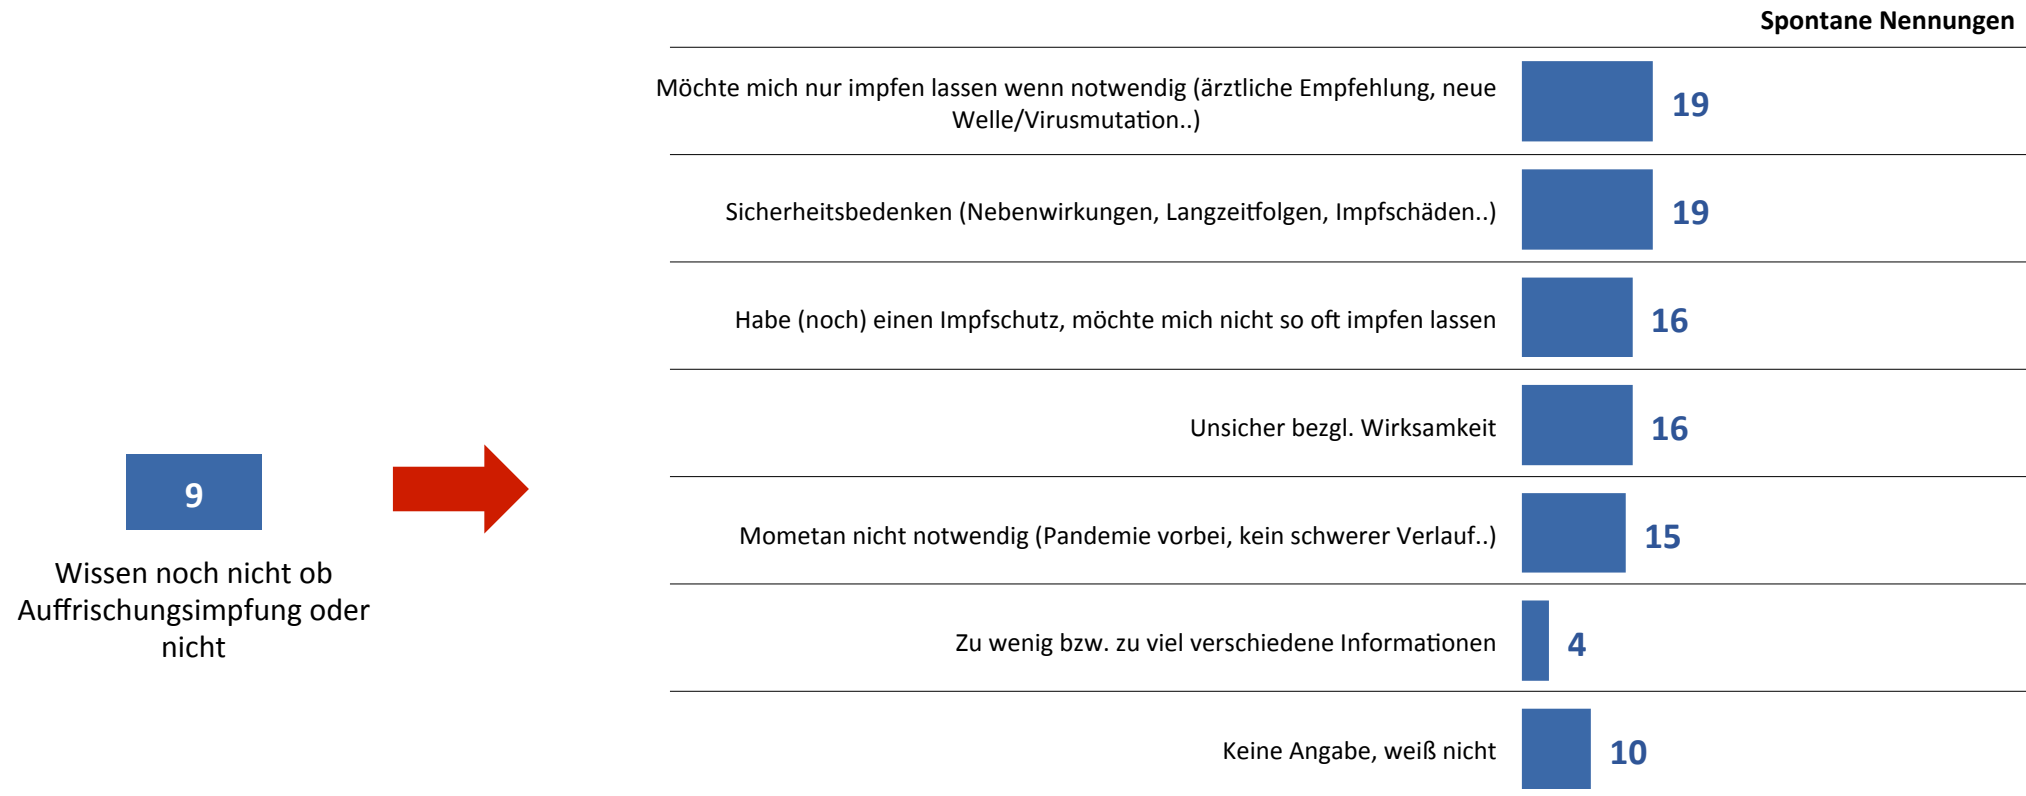 Spontane Nennungen
Möchte mich nur impfen lassen wenn notwendig (ärztliche Empfehlung, neue
Welle/Virusmutation..)
19
Sicherheitsbedenken (Nebenwirkungen, Langzeitfolgen, Impfschäden..)
19
Habe (noch) einen Impfschutz, möchte mich nicht so oft impfen lassen
16
Unsicher bezgl. Wirksamkeit
16
9
Wissen noch nicht ob
Auffrischungsimpfung oder
nicht
Mometan nicht notwendig (Pandemie vorbei, kein schwerer Verlauf..)
15
Zu wenig bzw. zu viel verschiedene Informationen
4
Keine Angabe, weiß nicht
10